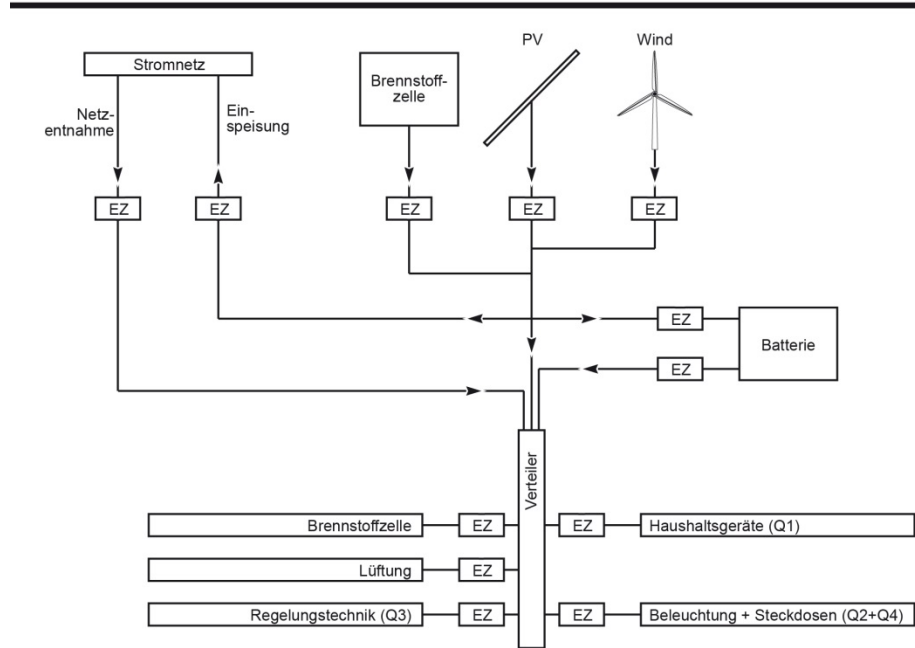 PV
Wind
Stromnetz
Brennstoff-
zelle
Netz-
entnahme
Ein-
speisung
EZ
EZ
EZ
EZ
EZ
EZ
Batterie
EZ
Verteiler
Brennstoffzelle
EZ
EZ
Haushaltsgeräte (Q1)
Lüftung
EZ
Regelungstechnik (Q3)
EZ
EZ
Beleuchtung + Steckdosen (Q2+Q4)